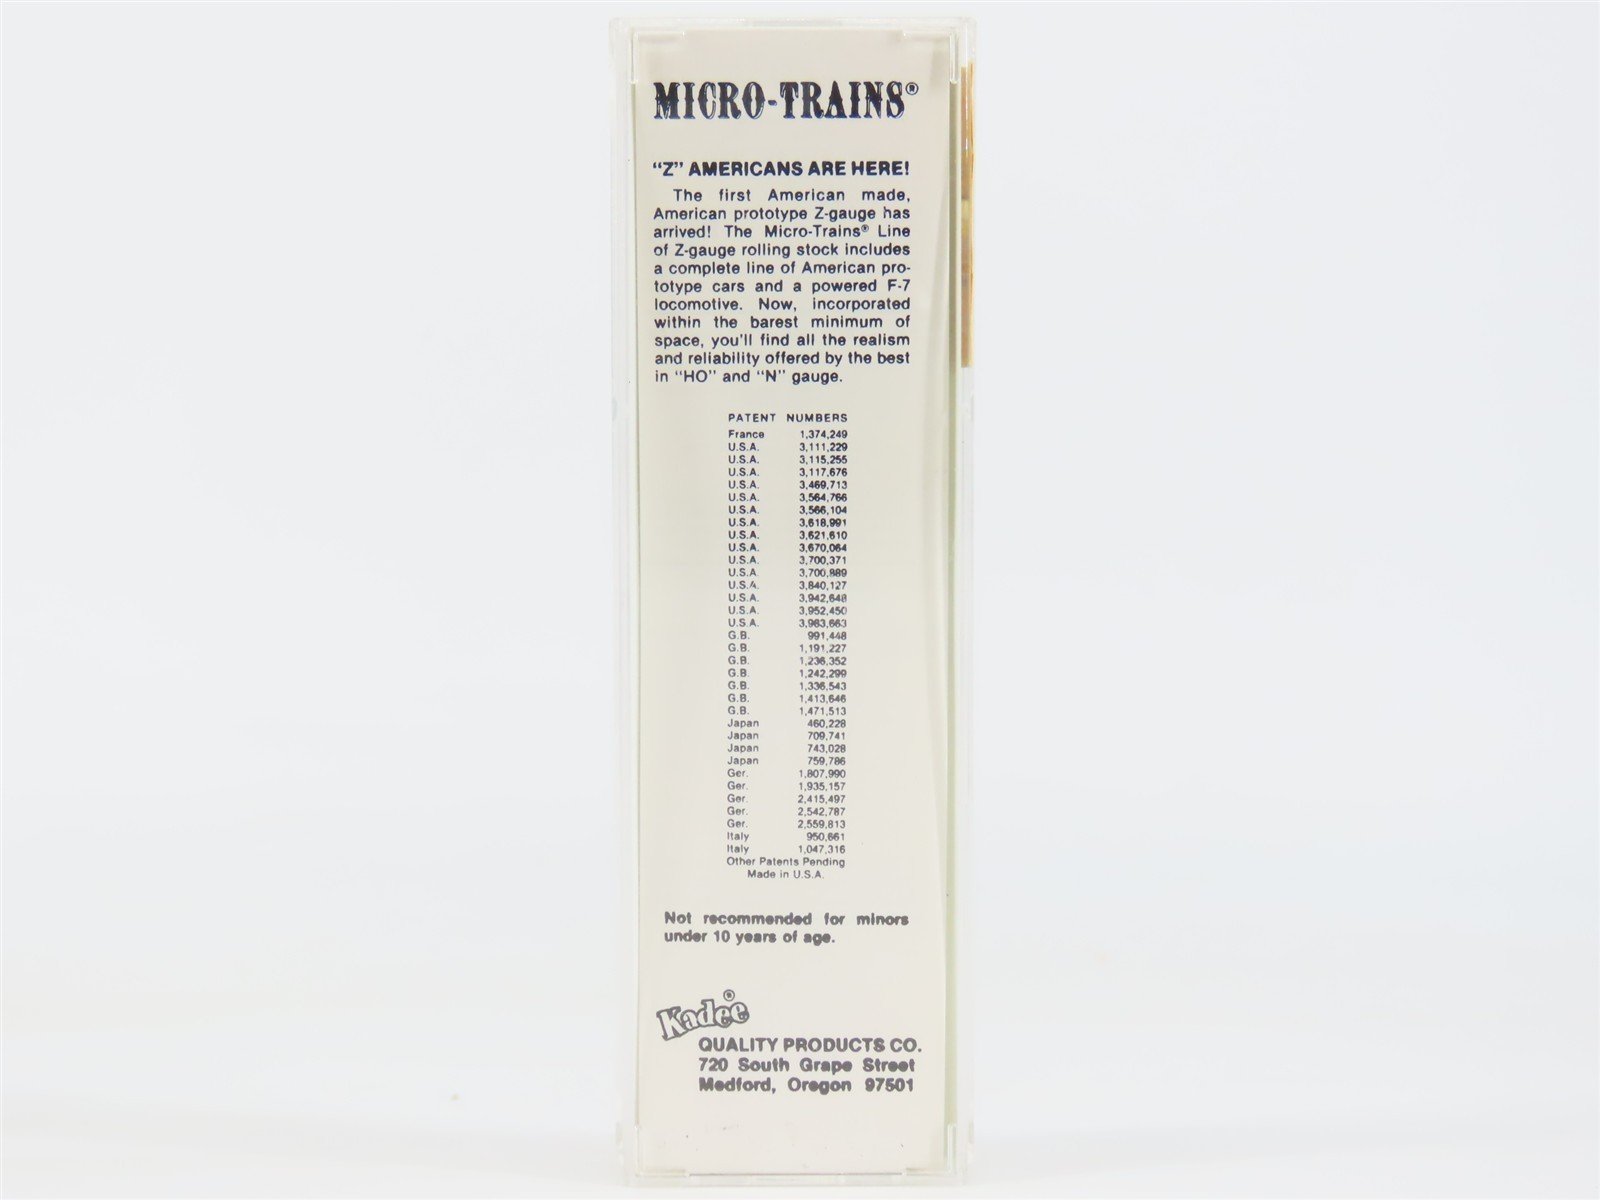 MICRO-TRAINS®
"Z" AMERICANS ARE HERE!
The first American made,
American prototype Z-gauge has
arrived! The Micro-Trains® Line
of Z-gauge rolling stock includes
a complete line of American pro-
totype cars and a powered F-7
locomotive. Now, incorporated
within the barest minimum of
space, you'll find all the realism
and reliability offered by the best
in "HO" and "N" gauge.
PATENT NUMBERS
France 1,374,249
U.S.A. 3,111,229
U.S.A. 3,115,255
U.S.A. 3,117,676
U.S.A. 3,469,713
U.S.A. 3,564,766
U.S.A. 3,566,104
U.S.A. 3,618,991
U.S.A. 3,621,610
U.S.A. 3,670,064
U.S.A. 3,700,371
U.S.A. 3,700,889
U.S.A. 3,840,127
U.S.A. 3,942,648
U.S.A. 3,952,450
U.S.A. 3,983,663
G.B. 991,448
G.B. 1,191,227
G.B. 1,236,352
G.B. 1,242,299
G.B. 1,336,543
G.B. 1,413,646
G.B. 1,471,513
Japan 460,228
Japan 709,741
Japan 743,028
Japan 759,786
Ger. 1,807,990
Ger. 1,935,157
Ger. 2,415,497
Ger. 2,542,787
Ger. 2,559,813
Italy 950,661
Italy 1,047,316
Other Patents Pending
Made in U.S.A.
Not recommended for minors
under 10 years of age.
Kadee®
QUALITY PRODUCTS CO.
720 South Grape Street
Medford, Oregon 97501